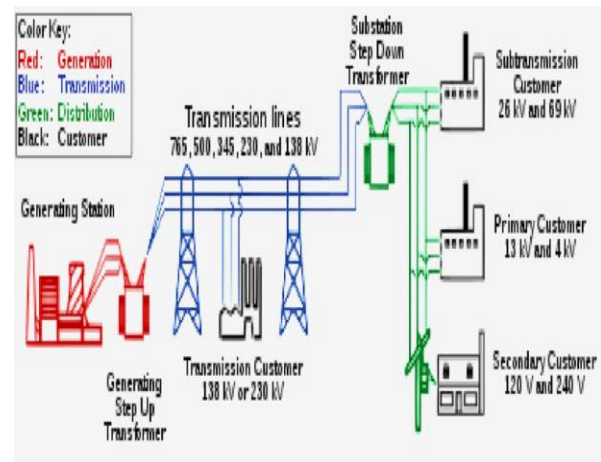 Color Key:
Red: Generation
Blue: Transmission
Green: Distribution
Black: Customer
Substation
Step Down
Transformer
Subtransmission
Customer
26 kV and 69 kV
Transmission lines
765, 500, 345, 230, and 138 kV
Generating Station
Primary Customer
13 kV and 4 kV
Transmission Customer
138 kV or 230 kV
Generating
Step Up
Transformer
Secondary Customer
120 V and 240 V